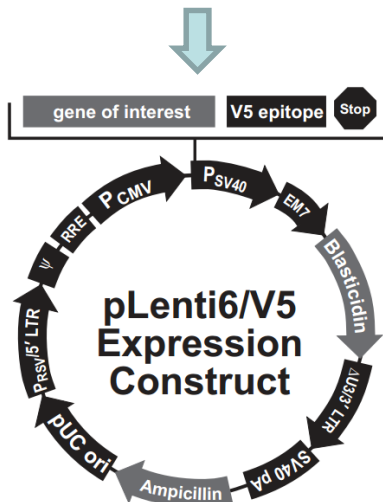 gene of interest
V5 epitope
Stop
PCMV
PSV40
EM7
Blasticidin
ΔU3/3' LTR
SV40 pA
Ampicillin
pUC ori
PRSV/5' LTR
Ψ
RRE
pLenti6/V5
Expression
Construct